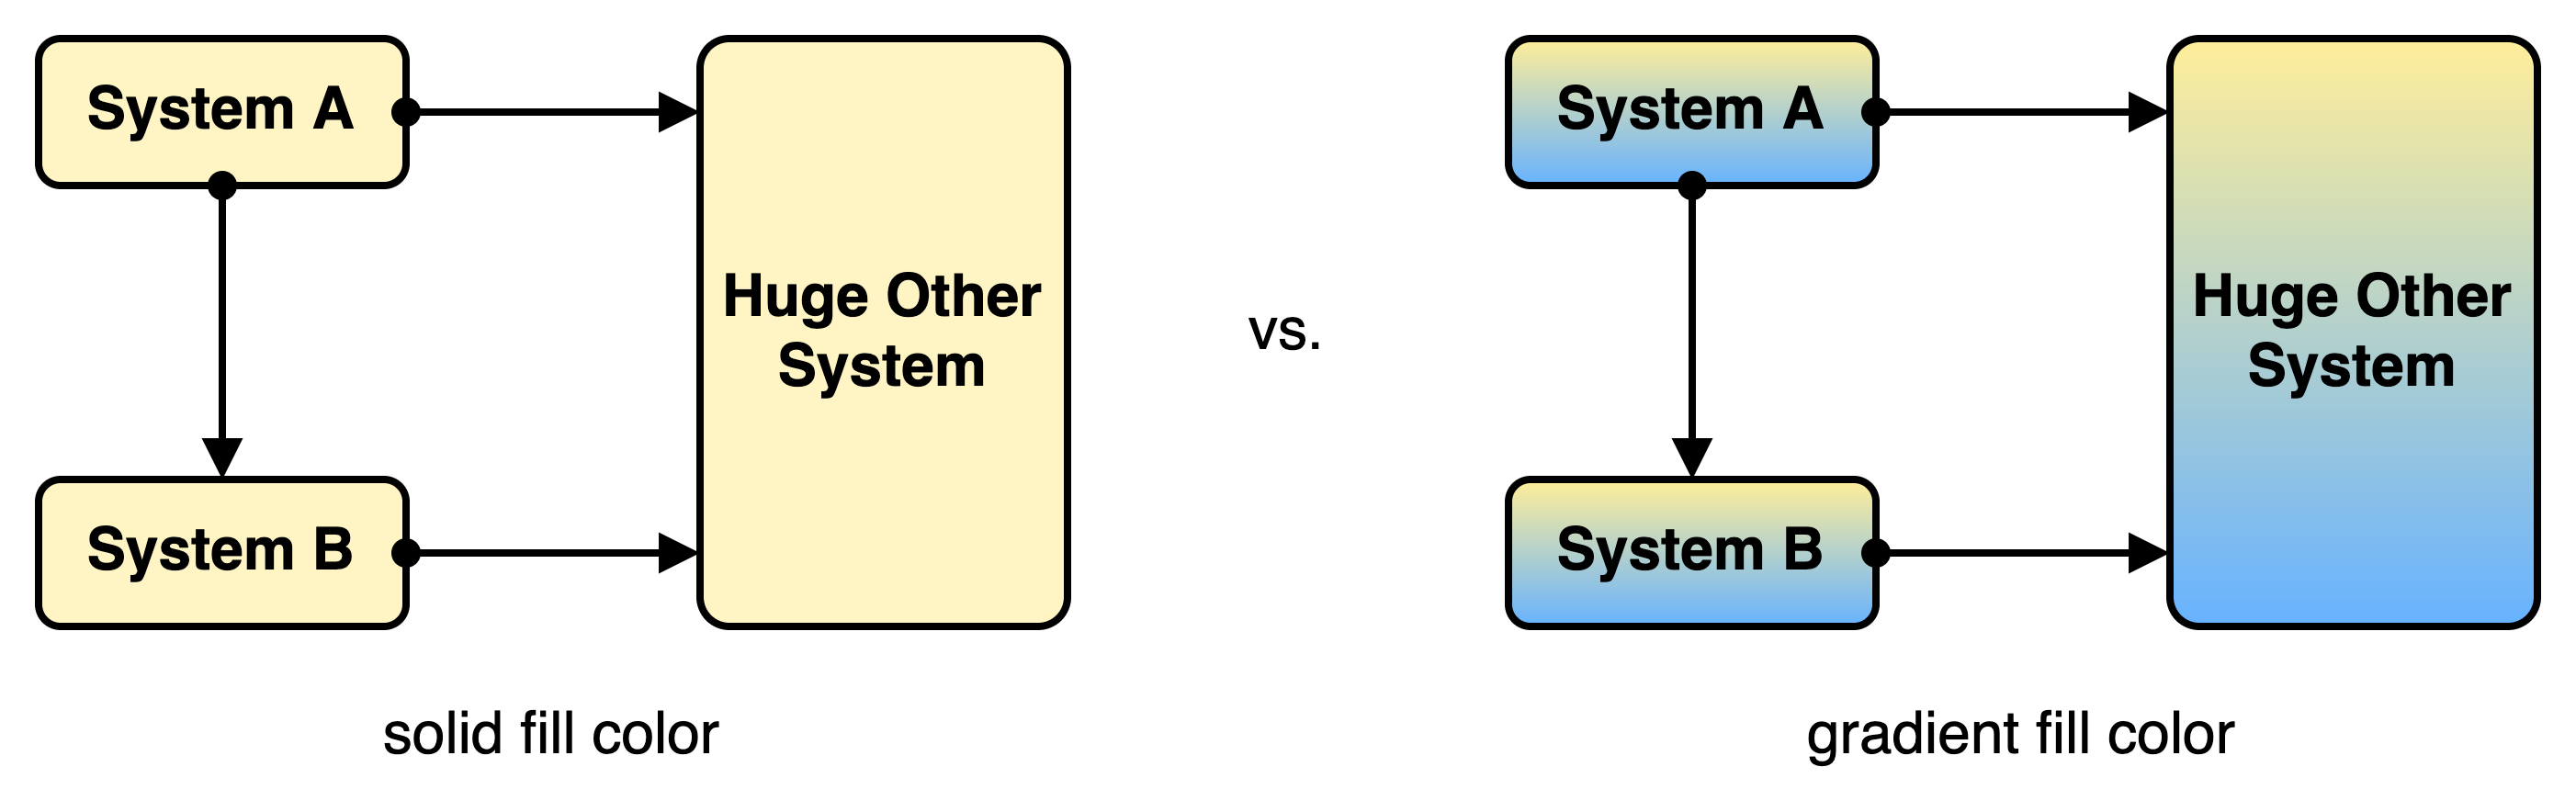 System A
Huge Other
System
System B
solid fill color
vs.
System A
Huge Other
System
System B
gradient fill color